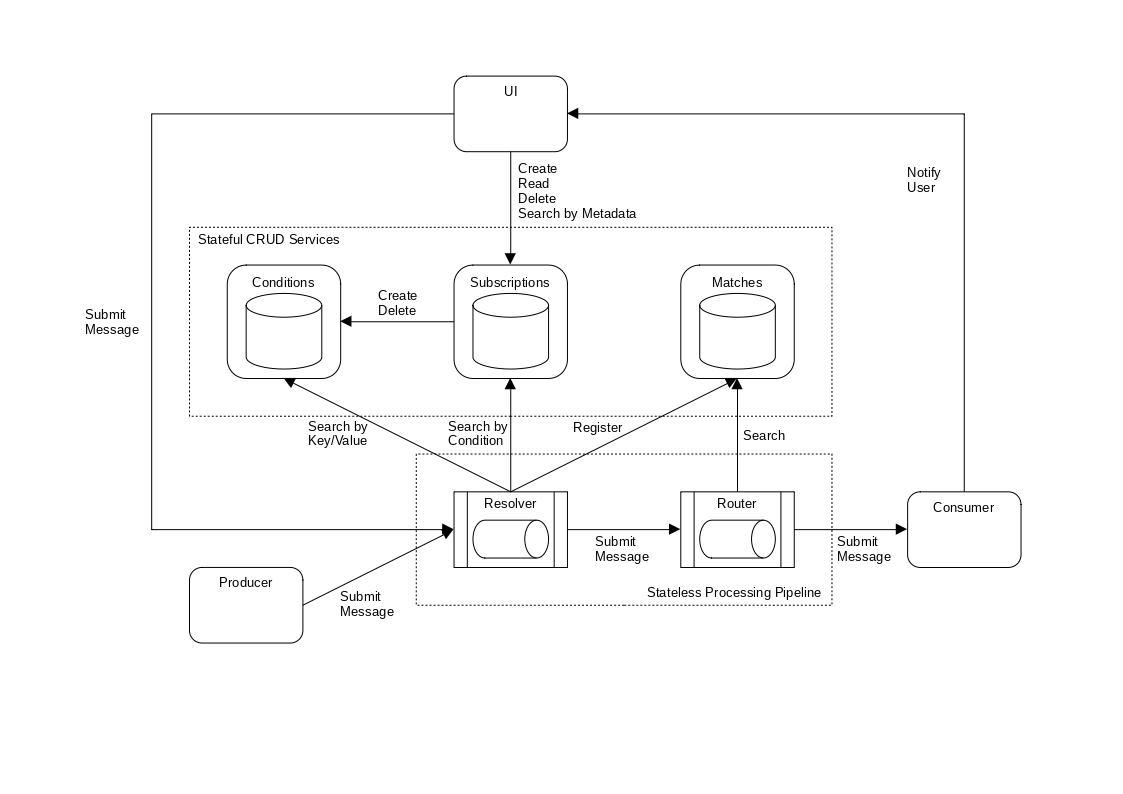 UI
Create
Read
Delete
Search by Metadata
Notify
User
Stateful CRUD Services
Conditions
Subscriptions
Matches
Create
Delete
Submit
Message
Search by
Key/Value
Search by
Condition
Register
Search
Resolver
Router
Consumer
Submit
Message
Submit
Message
Producer
Submit
Message
Stateless Processing Pipeline